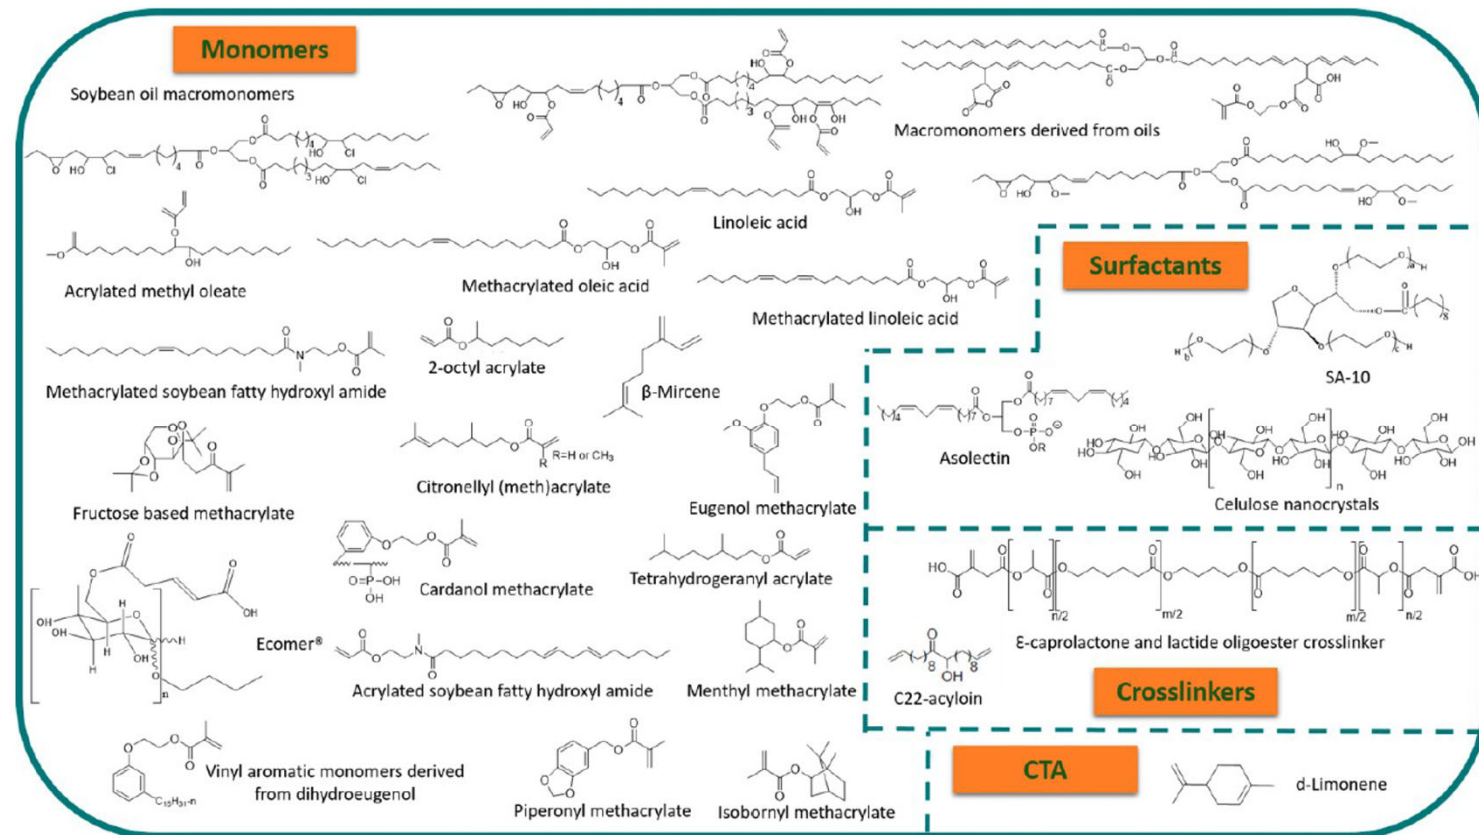 Monomers
Soybean oil macromonomers
Macromonomers derived from oils
Linoleic acid
Acrylated methyl oleate
Methacrylated oleic acid
Methacrylated linoleic acid
Surfactants
SA-10
Methacrylated soybean fatty hydroxyl amide
2-octyl acrylate
β-Mircene
Asolectin
Celulose nanocrystals
Fructose based methacrylate
Citronellyl (meth)acrylate
R=H or CH3
Eugenol methacrylate
Cardanol methacrylate
Tetrahydrogeranyl acrylate
Ecomer®
Acrylated soybean fatty hydroxyl amide
Menthyl methacrylate
Ɛ-caprolactone and lactide oligoester crosslinker
C22-acyloin
Crosslinkers
Vinyl aromatic monomers derived
from dihydroeugenol
C15H31-n
Piperonyl methacrylate
Isobornyl methacrylate
CTA
d-Limonene